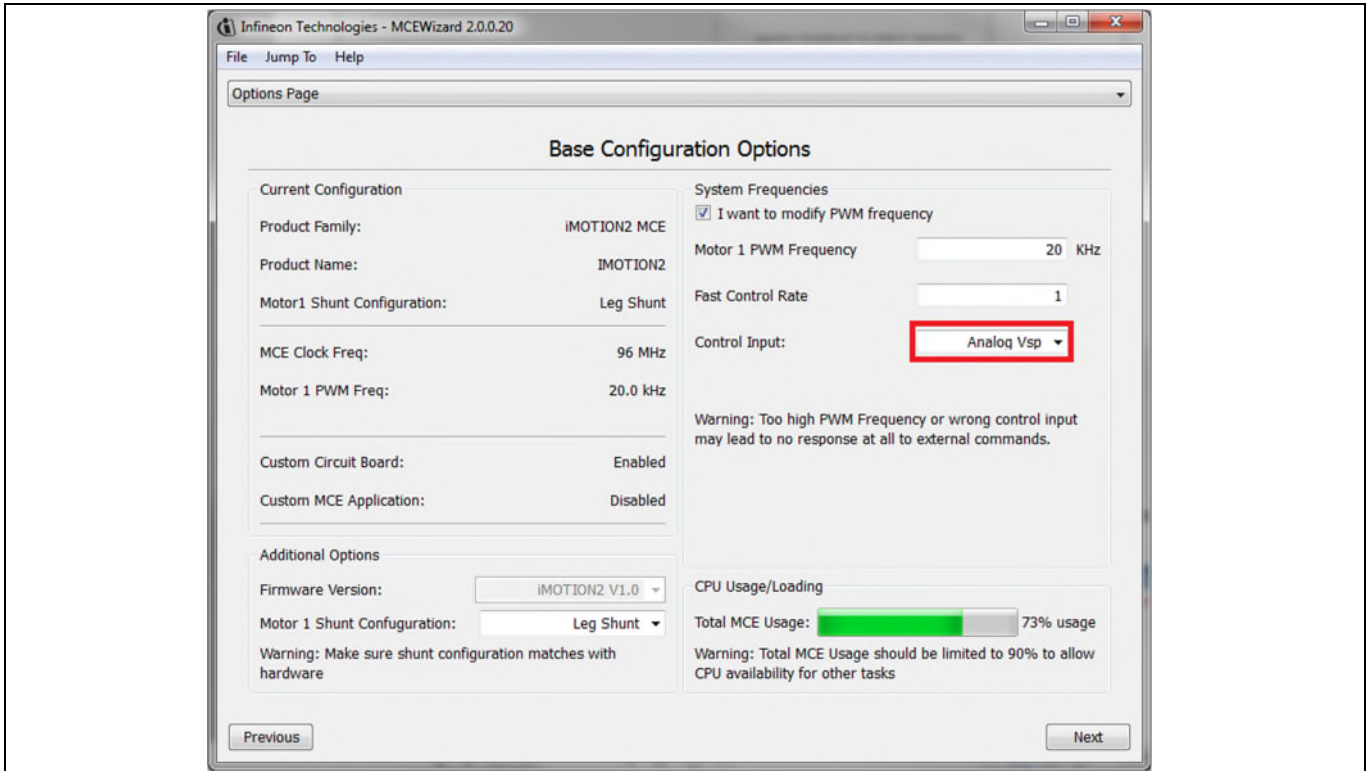 Infineon Technologies - MCEWizard 2.0.0.20
File Jump To Help
Options Page
Base Configuration Options
Current Configuration
Product Family: iMOTION2 MCE
Product Name: IMOTION2
Motor1 Shunt Configuration: Leg Shunt
MCE Clock Freq: 96 MHz
Motor 1 PWM Freq: 20.0 kHz
Custom Circuit Board: Enabled
Custom MCE Application: Disabled
Additional Options
Firmware Version: iMOTION2 V1.0
Motor 1 Shunt Confuguration: Leg Shunt
Warning: Make sure shunt configuration matches with
hardware
System Frequencies
I want to modify PWM frequency
Motor 1 PWM Frequency 20 KHz
Fast Control Rate 1
Control Input: Analog Vsp
Warning: Too high PWM Frequency or wrong control input
may lead to no response at all to external commands.
CPU Usage/Loading
Total MCE Usage: 73% usage
Warning: Total MCE Usage should be limited to 90% to allow
CPU availability for other tasks
Previous
Next